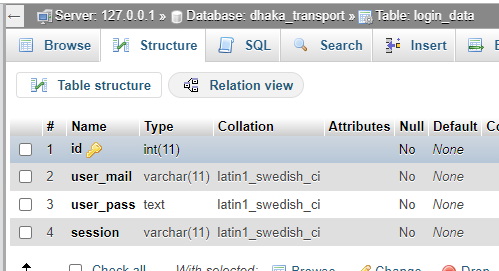 Server: 127.0.0.1 » Database: dhaka_transport » Table: login_data
Browse Structure SQL Search Insert
Table structure Relation view
# Name Type Collation Attributes Null Default
1 id int(11) No None
2 user_mail varchar(11) latin1_swedish_ci No None
3 user_pass text latin1_swedish_ci No None
4 session varchar(11) latin1_swedish_ci No None
Check all With selected: Browse Change Drop